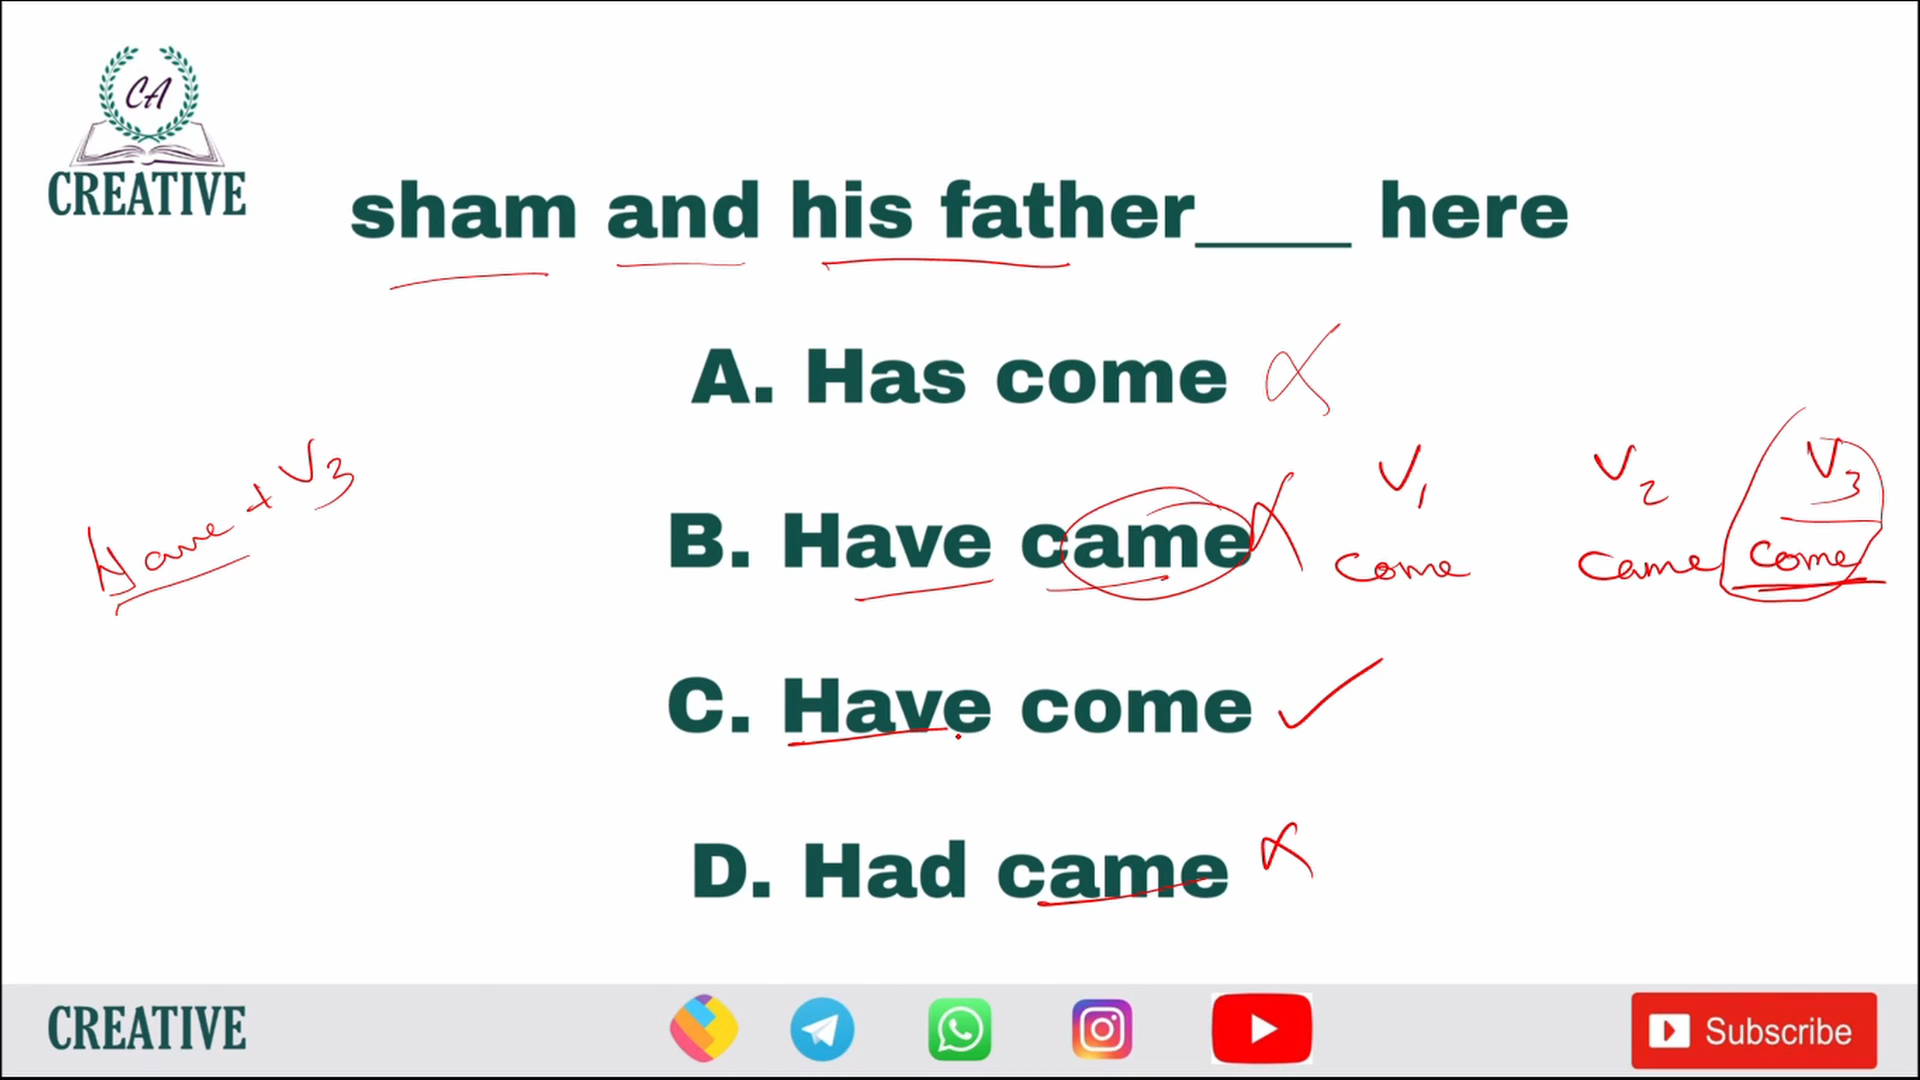 CA
CREATIVE
sham and his father____ here
A. Has come
B. Have came
C. Have come
D. Had came
Have + V3
V1 V2 V3
come came come
CREATIVE
Subscribe